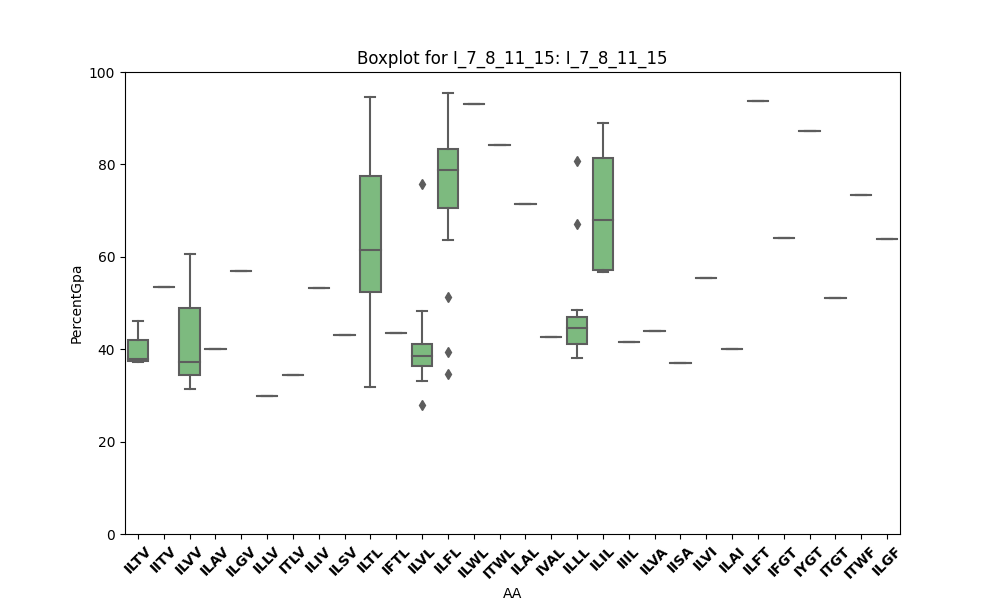 Boxplot for I_7_8_11_15: I_7_8_11_15
PercentGpa
100
80
60
40
20
0
ILTV IITV ILVV ILAV ILGV ILLV ITLV ILIV ILSV ILTL IFTL ILVL ILFL ILWL ITWL ILAL IVAL ILLL ILIL IIIL ILVA IISA ILVI ILAI ILFT IFGT IYGT ITGT ITWF ILGF
AA